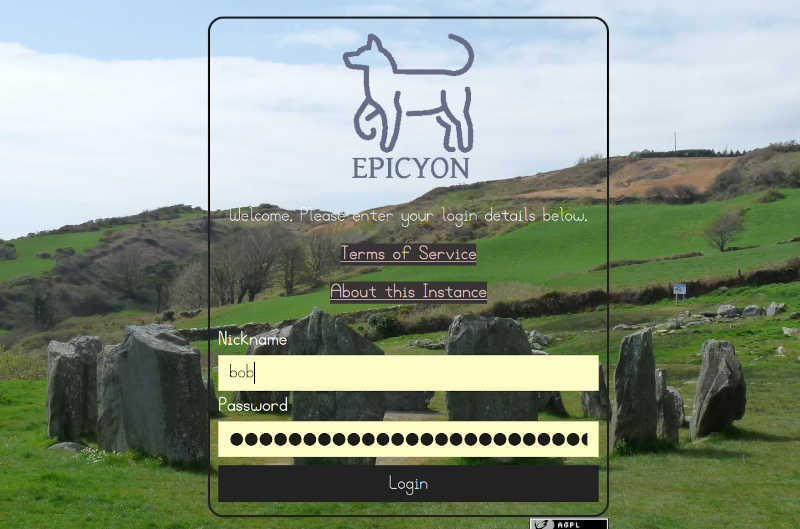 EPICYON
Welcome. Please enter your login details below.
Terms of Service
About this Instance
Nickname
bob
Password
Login
AGPL